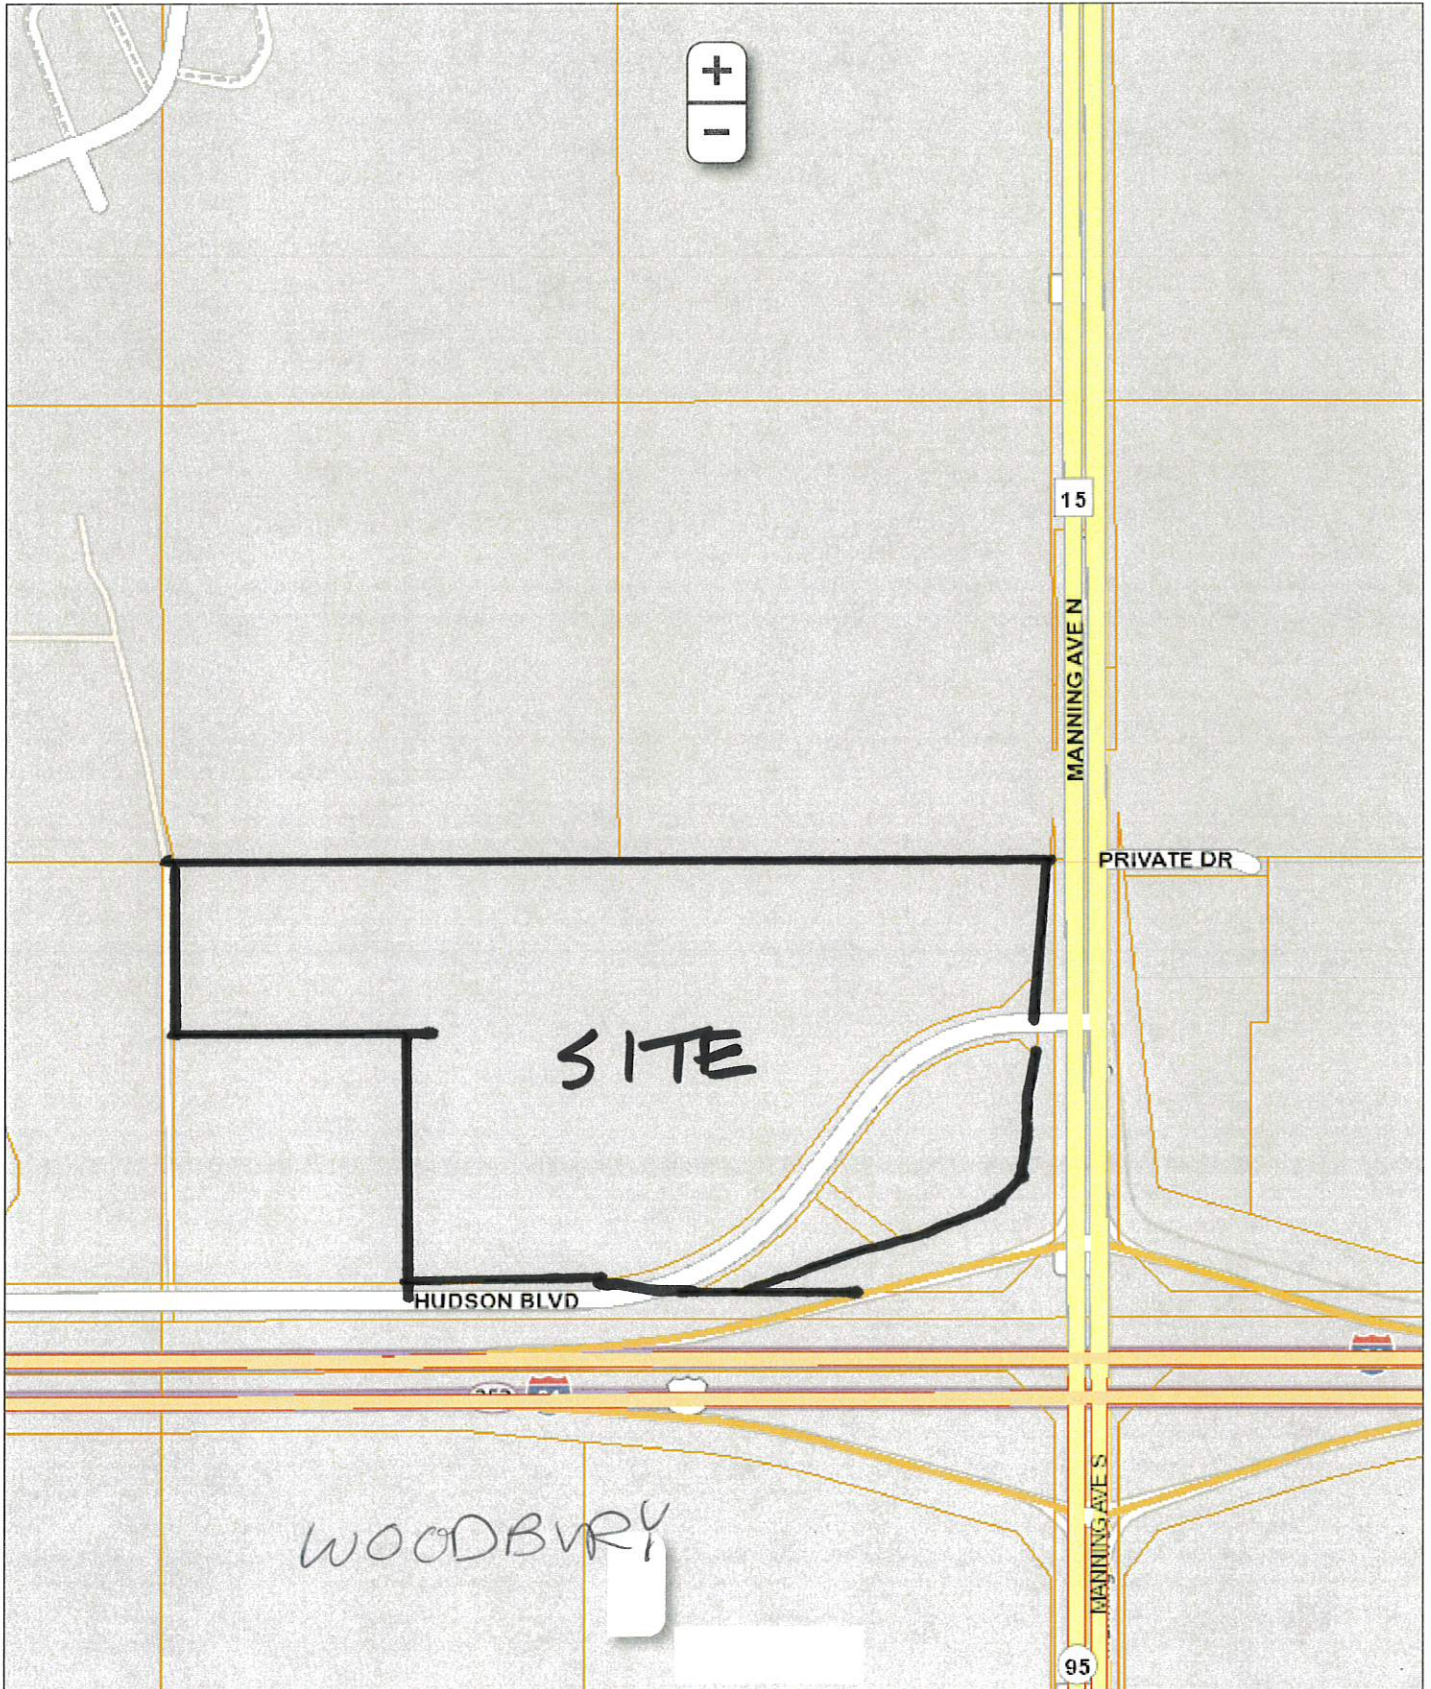 +
−
15
MANNING AVE N
PRIVATE DR
SITE
HUDSON BLVD
WOODBURY
MANNING AVE S
95